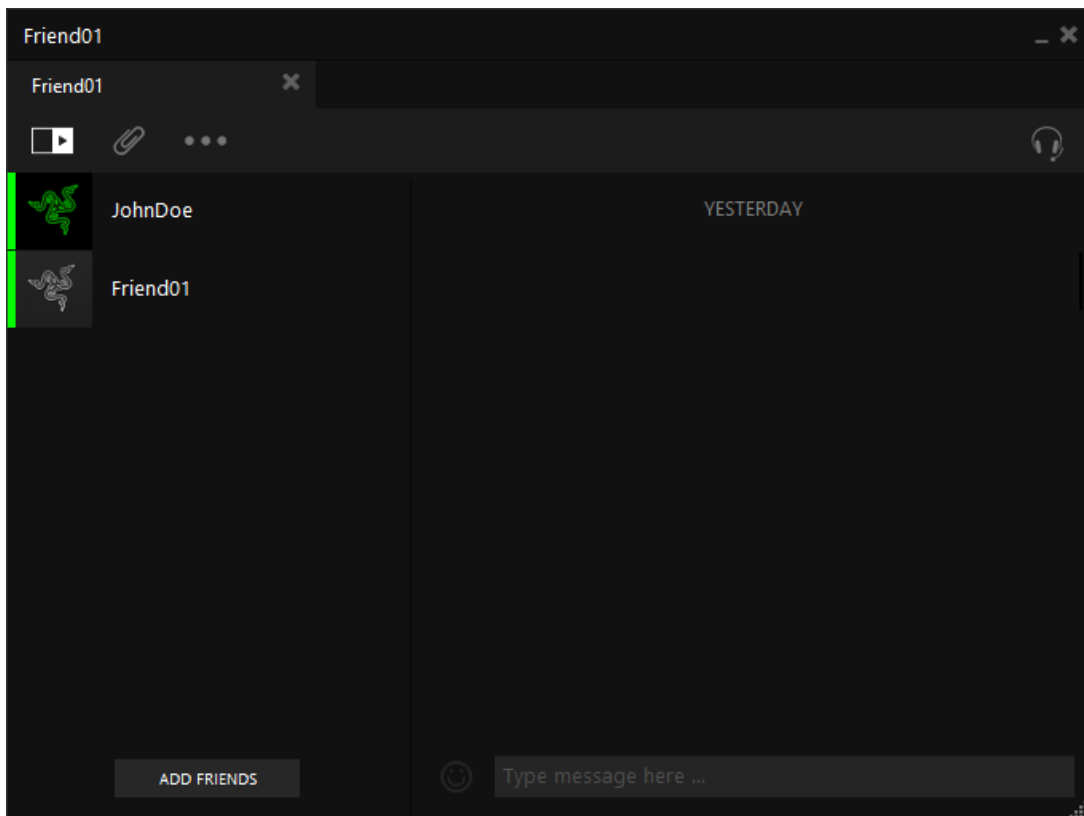 Friend01
Friend01
JohnDoe
Friend01
YESTERDAY
ADD FRIENDS
Type message here ...